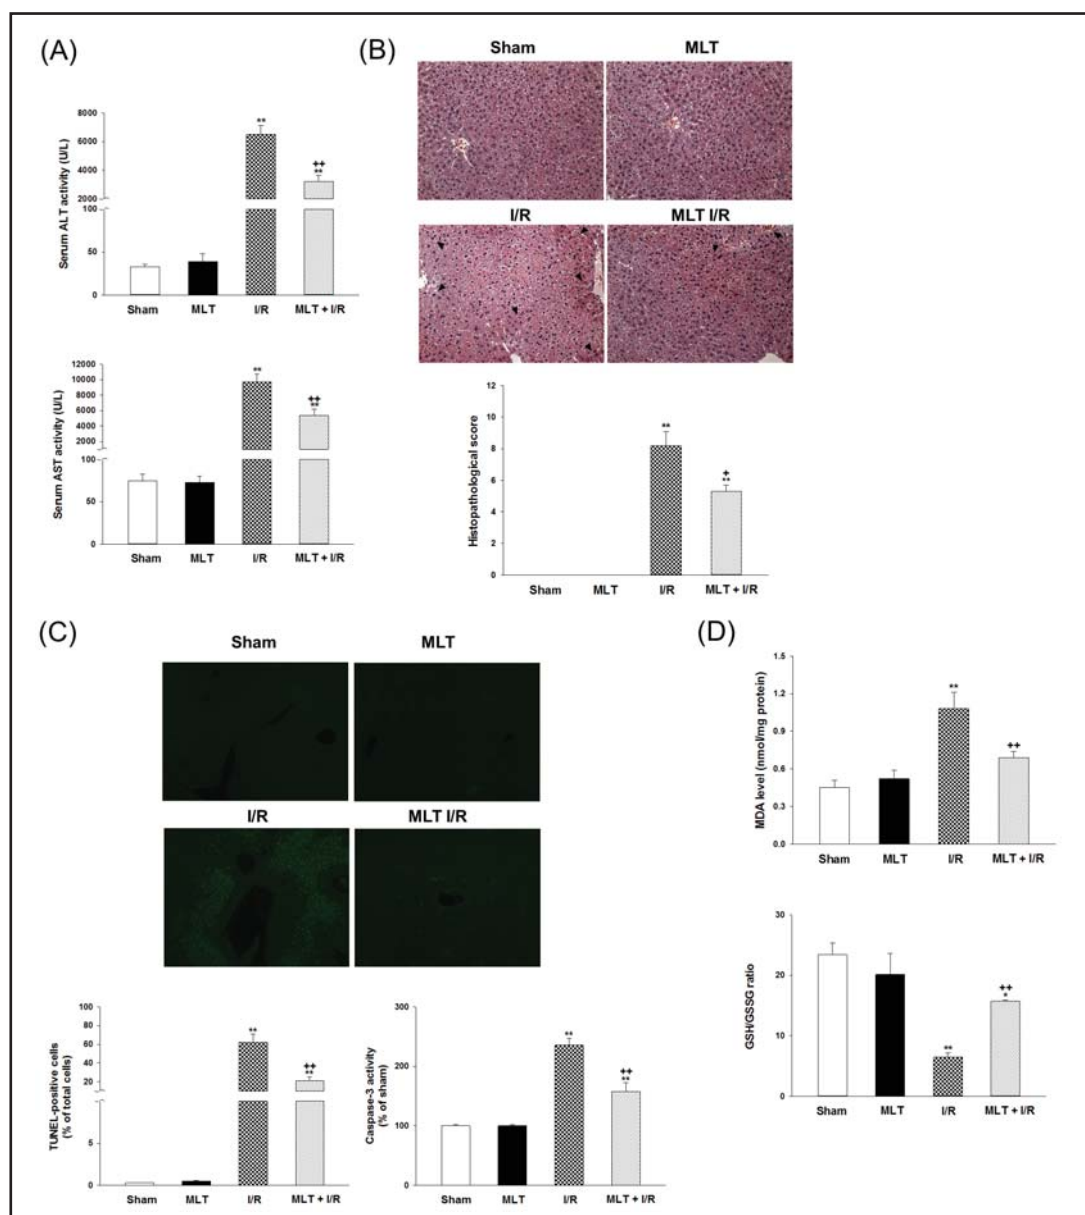 (A)
Serum ALT activity (U/L)
8000
6000
4000
2000
100
50
0
**
++
**
Sham
MLT
I/R
MLT + I/R
Serum AST activity (U/L)
12000
10000
8000
6000
4000
2000
100
50
0
**
++
**
Sham
MLT
I/R
MLT + I/R
(B)
Sham
MLT
I/R
MLT I/R
Histopathological score
12
10
8
6
4
2
0
**
+
**
Sham
MLT
I/R
MLT + I/R
(C)
Sham
MLT
I/R
MLT I/R
TUNEL-positive cells
(% of total cells)
100
80
60
40
20
5
0
**
++
**
Sham
MLT
I/R
MLT + I/R
Caspase-3 activity
(% of sham)
300
200
100
0
**
++
**
Sham
MLT
I/R
MLT + I/R
(D)
MDA level (nmol/mg protein)
1.5
1.2
0.9
0.6
0.3
0.0
**
++
Sham
MLT
I/R
MLT + I/R
GSH/GSSG ratio
30
20
10
0
**
++
*
Sham
MLT
I/R
MLT + I/R